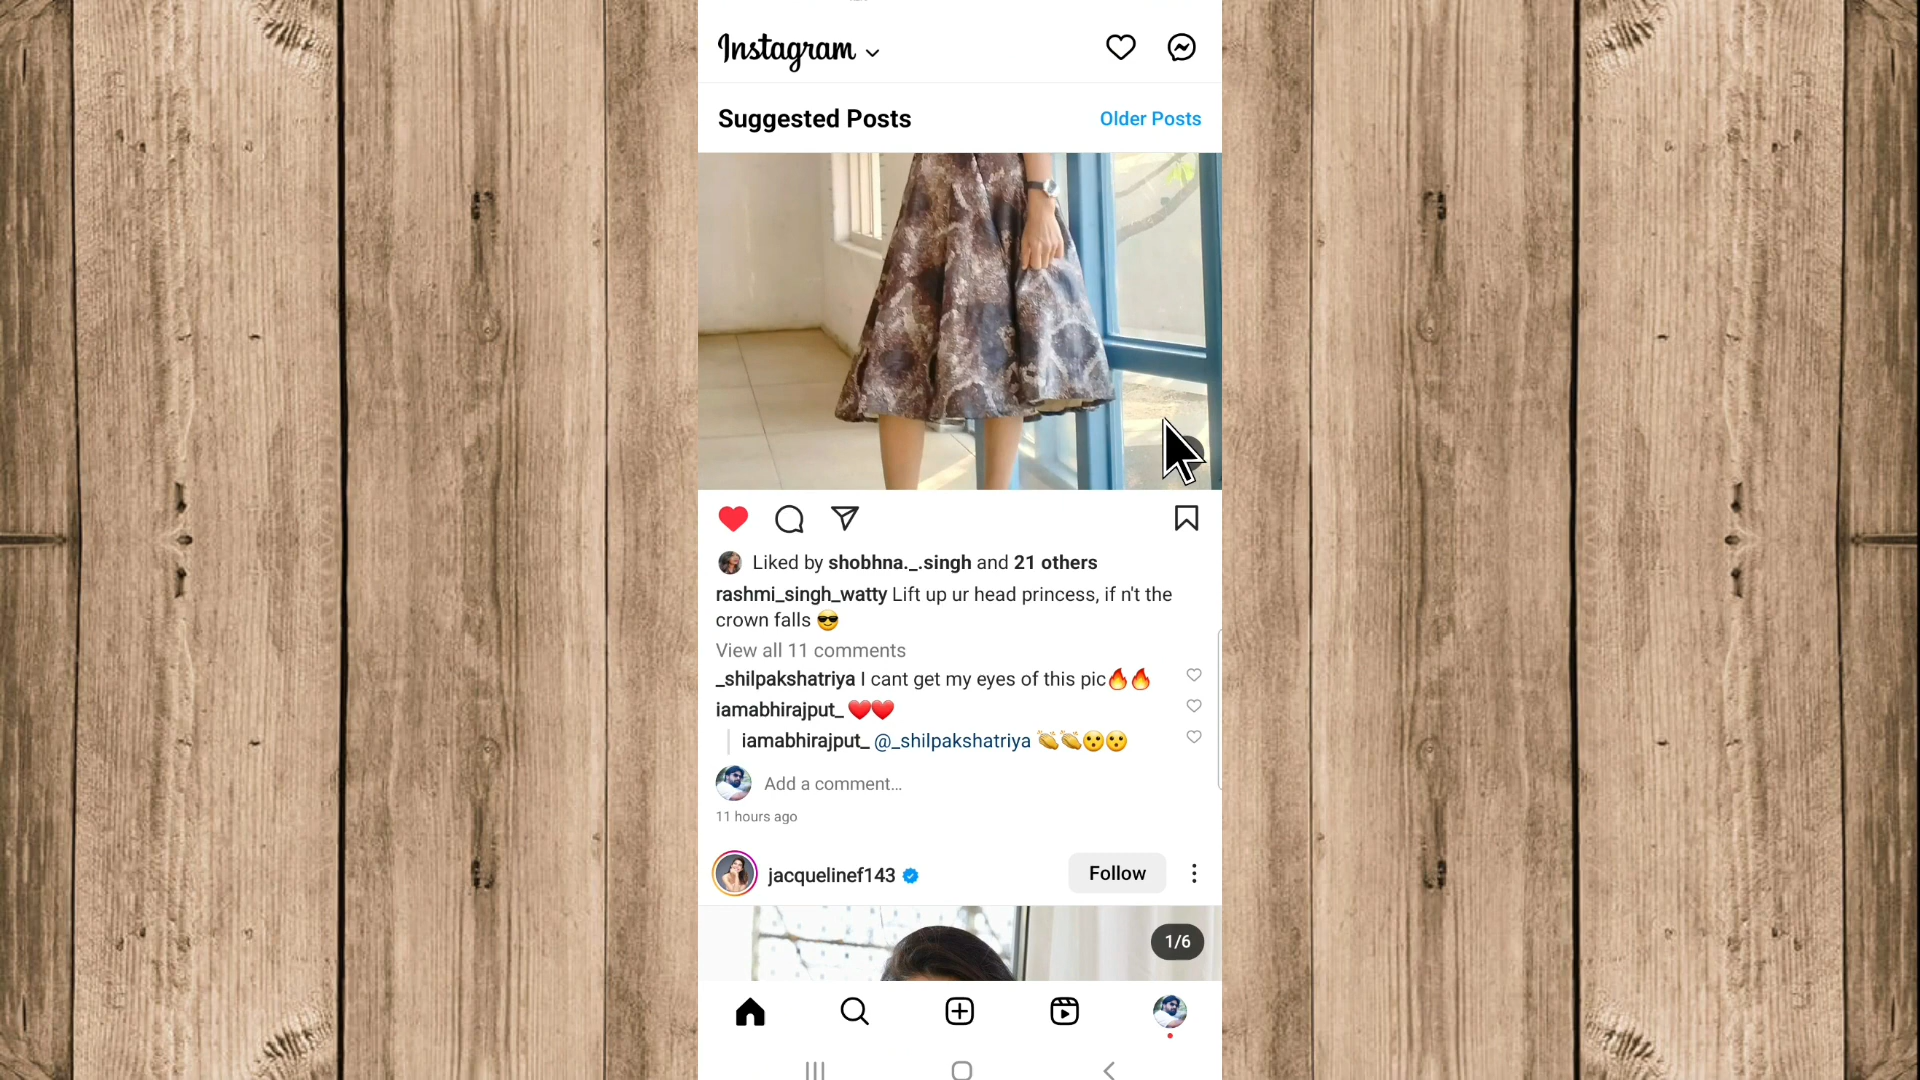 Instagram
Suggested Posts
Older Posts
Liked by shobhna._.singh and 21 others
rashmi_singh_watty Lift up ur head princess, if n't the
crown falls 😎
View all 11 comments
_shilpakshatriya I cant get my eyes of this pic🔥🔥
iamabhirajput_ ❤️❤️
iamabhirajput_ @_shilpakshatriya 👏👏😮😮
Add a comment...
11 hours ago
jacquelinef143
Follow
1/6